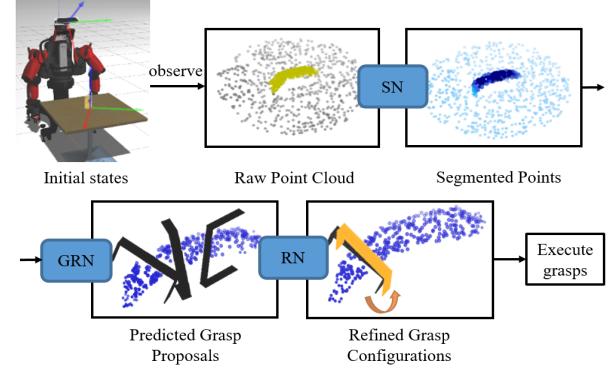 observe
SN
Initial states
Raw Point Cloud
Segmented Points
GRN
RN
Execute
grasps
Predicted Grasp
Proposals
Refined Grasp
Configurations